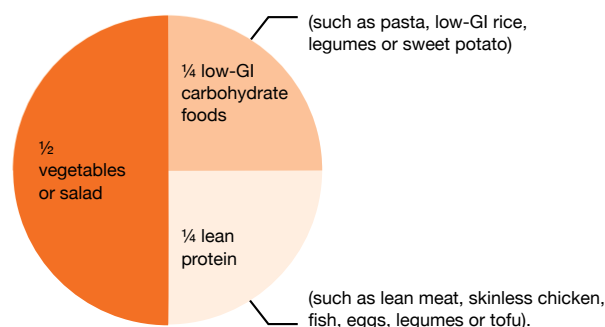 (such as pasta, low-GI rice,
legumes or sweet potato)
¼ low-GI
carbohydrate
foods
½
vegetables
or salad
¼ lean
protein
(such as lean meat, skinless chicken,
fish, eggs, legumes or tofu).